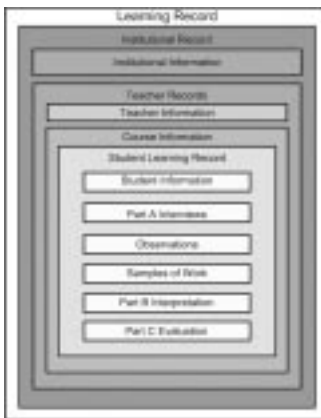 Learning Record
Institutional Record
Institutional Information
Teacher Records
Teacher Information
Course Information
Student Learning Record
Student Information
Part A Interviews
Observations
Samples of Work
Part B Interpretation
Part C Evaluation